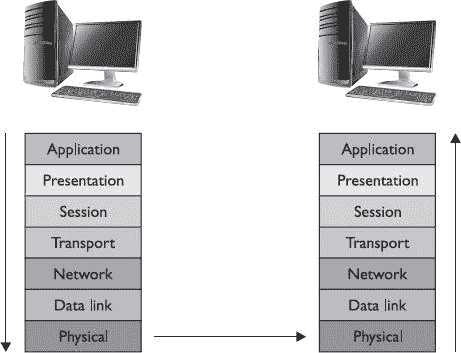 Application
Presentation
Session
Transport
Network
Data link
Physical
Application
Presentation
Session
Transport
Network
Data link
Physical